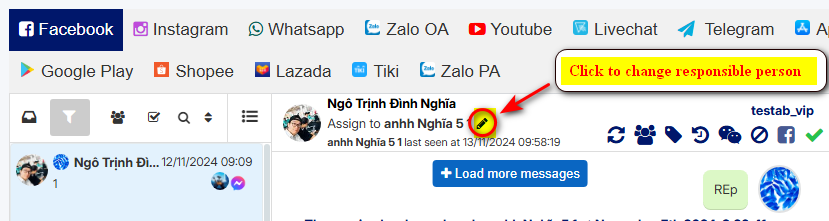 Facebook Instagram Whatsapp Zalo OA Youtube Livechat Telegram
Google Play Shopee Lazada Tiki Zalo PA
Click to change responsible person
Ngô Trịnh Đình Nghĩa
Assign to anhh Nghĩa 5 1
anhh Nghĩa 5 1 last seen at 13/11/2024 09:58:19
testab_vip
Ngô Trịnh Đì... 12/11/2024 09:09
1
Load more messages
REp